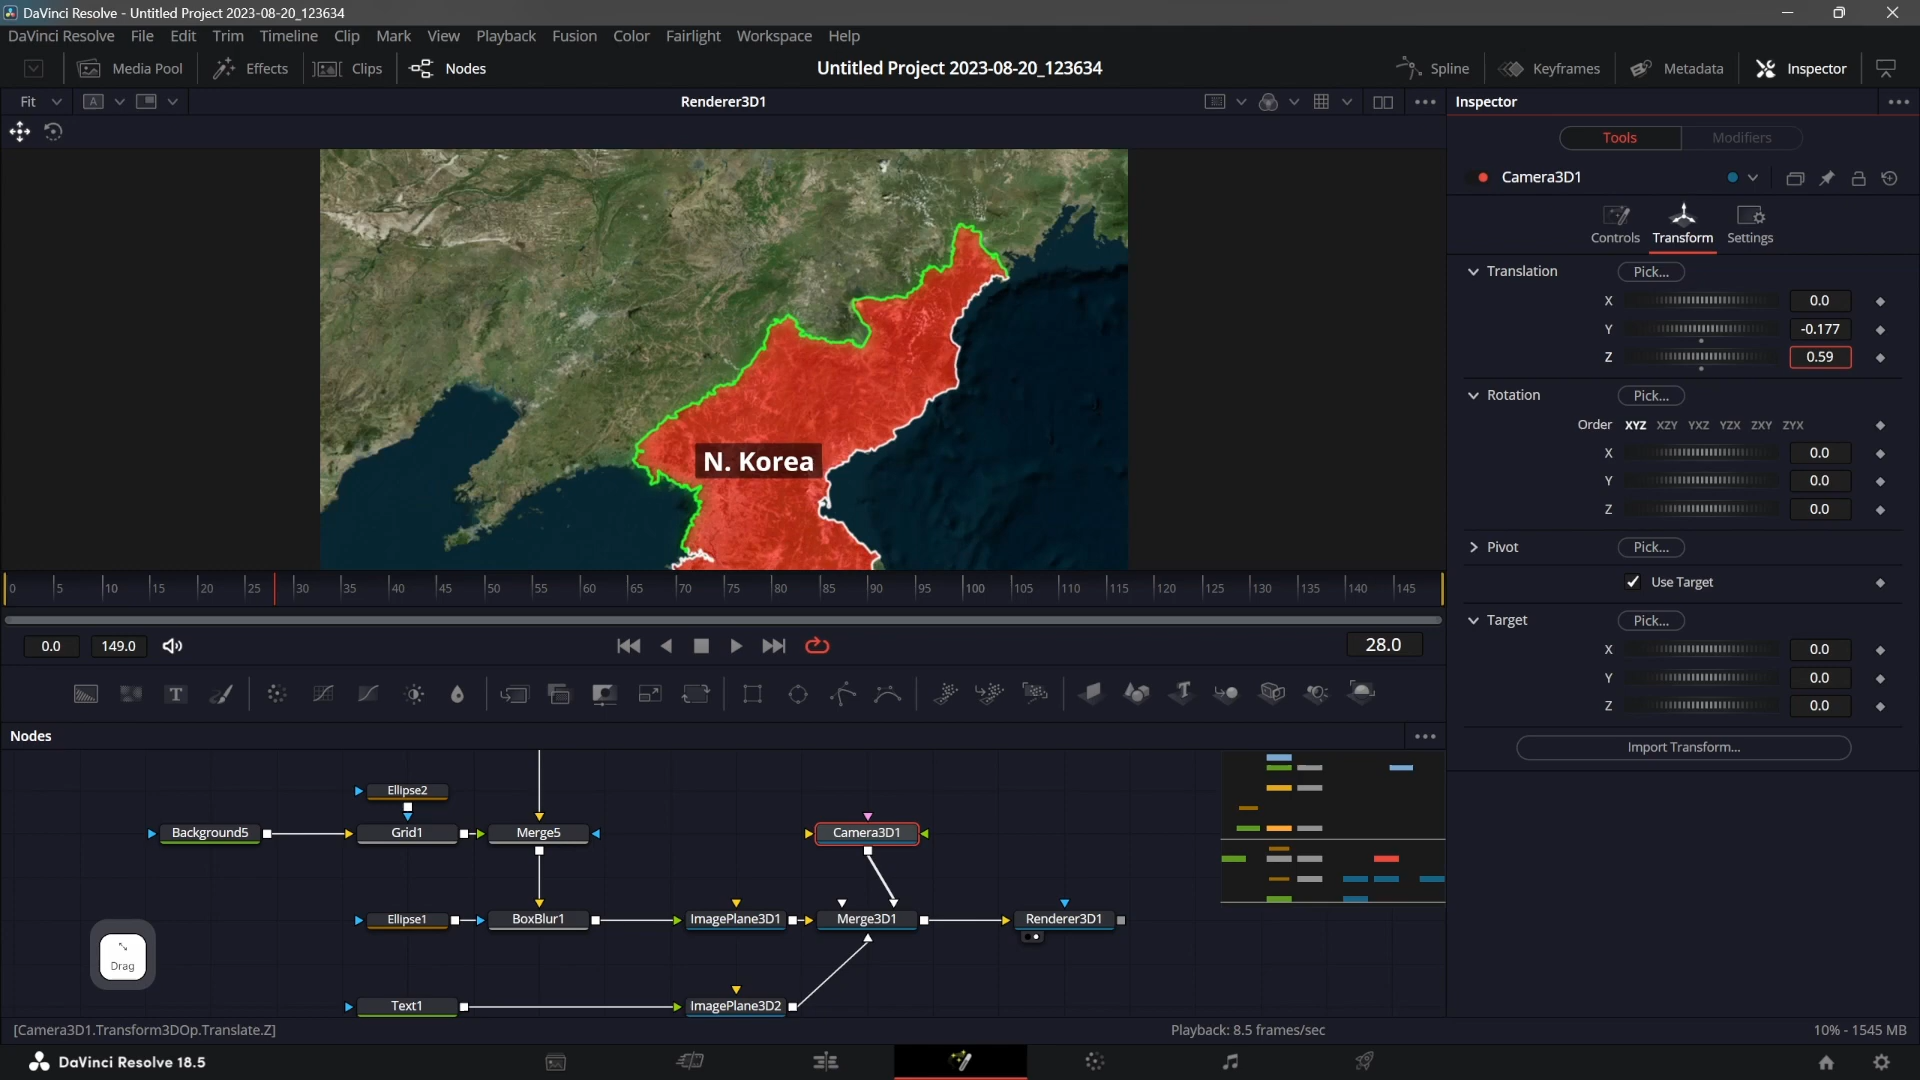 DaVinci Resolve - Untitled Project 2023-08-20_123634
DaVinci Resolve File Edit Trim Timeline Clip Mark View Playback Fusion Color Fairlight Workspace Help
Media Pool Effects Clips Nodes Untitled Project 2023-08-20_123634 Spline Keyframes Metadata Inspector
Fit A Renderer3D1 Inspector
Tools Modifiers
Camera3D1
Controls Transform Settings
Translation Pick...
X 0.0
Y -0.177
Z 0.59
Rotation Pick...
Order XYZ XZY YXZ YZX ZXY ZYX
X 0.0
Y 0.0
Z 0.0
Pivot Pick...
Use Target
Target Pick...
X 0.0
Y 0.0
Z 0.0
Import Transform...
N. Korea
0 5 10 15 20 25 30 35 40 45 50 55 60 65 70 75 80 85 90 95 100 105 110 115 120 125 130 135 140 145
0.0 149.0 28.0
T T
Nodes
Ellipse2
Background5 Grid1 Merge5 Camera3D1
Ellipse1 BoxBlur1 ImagePlane3D1 Merge3D1 Renderer3D1
Drag
Text1 ImagePlane3D2
[Camera3D1.Transform3DOp.Translate.Z] Playback: 8.5 frames/sec 10% - 1545 MB
DaVinci Resolve 18.5